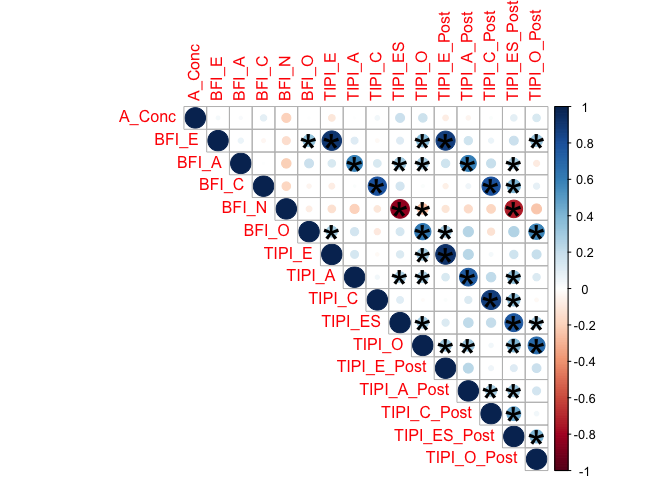 A_Conc
BFI_E
BFI_A
BFI_C
BFI_N
BFI_O
TIPI_E
TIPI_A
TIPI_C
TIPI_ES
TIPI_O
TIPI_E_Post
TIPI_A_Post
TIPI_C_Post
TIPI_ES_Post
TIPI_O_Post
A_Conc
BFI_E
BFI_A
BFI_C
BFI_N
BFI_O
TIPI_E
TIPI_A
TIPI_C
TIPI_ES
TIPI_O
TIPI_E_Post
TIPI_A_Post
TIPI_C_Post
TIPI_ES_Post
TIPI_O_Post
1
0.8
0.6
0.4
0.2
0
-0.2
-0.4
-0.6
-0.8
-1